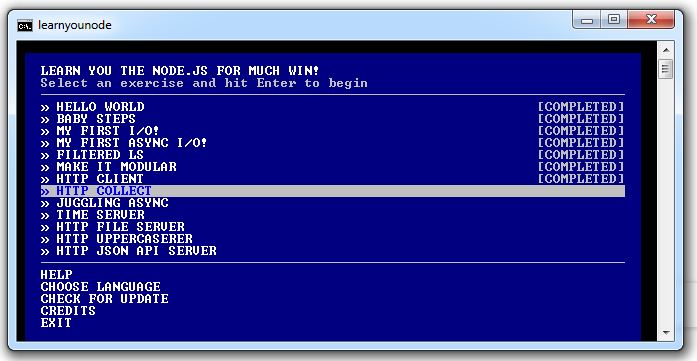 learnyounode
LEARN YOU THE NODE.JS FOR MUCH WIN!
Select an exercise and hit Enter to begin
» HELLO WORLD [COMPLETED]
» BABY STEPS [COMPLETED]
» MY FIRST I/O! [COMPLETED]
» MY FIRST ASYNC I/O! [COMPLETED]
» FILTERED LS [COMPLETED]
» MAKE IT MODULAR [COMPLETED]
» HTTP CLIENT [COMPLETED]
» HTTP COLLECT
» JUGGLING ASYNC
» TIME SERVER
» HTTP FILE SERVER
» HTTP UPPERCASERER
» HTTP JSON API SERVER
HELP
CHOOSE LANGUAGE
CHECK FOR UPDATE
CREDITS
EXIT